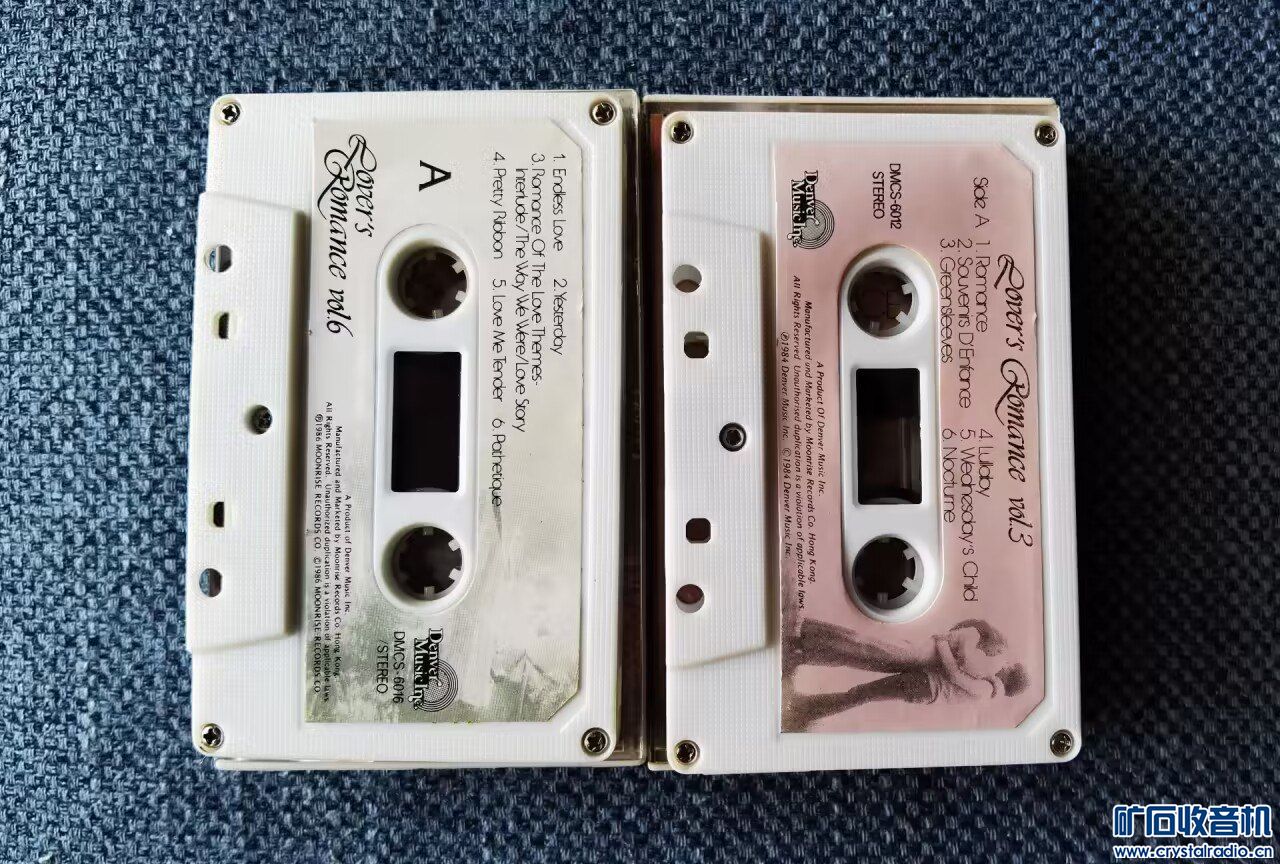 Lover's
Romance vol.6
A
1. Endless Love 2. Yesterday
3. Romance Of The Love Themes-
Interlude/The Way We Were/Love Story
4. Pretty Ribbon 5. Love Me Tender 6. Pathetique
Denver
Music Inc.
DMCS-6016
/STEREO
A Product of Denver Music Inc.
Manufactured and Marketed by Moonrise Records Co. Hong Kong.
All Rights Reserved. Unauthorized duplication is a violation of applicable laws.
℗1986 MOONRISE RECORDS CO. ©1986 MOONRISE RECORDS CO.
Lover's Romance vol.3
Side A 1. Romance
2. Souvenirs D'Enfance
3. Greensleeves
4. Lullaby
5. Wednesday's Child
6. Nocturne
DMCS-6012
STEREO
Denver
Music Inc.
A Product Of Denver Music Inc.
Manufactured and Marketed by Moonrise Records Co. Hong Kong.
All Rights Reserved. Unauthorised duplication is a violation of applicable laws.
℗1984 Denver Music Inc. ©1984 Denver Music Inc.
矿石收音机
www.crystalradio.cn